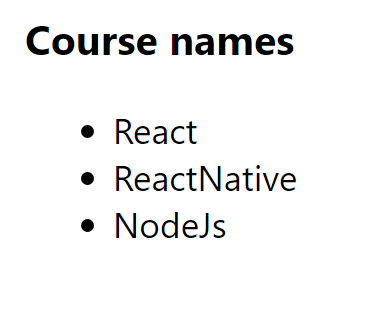 Course names
• React
• ReactNative
• NodeJs